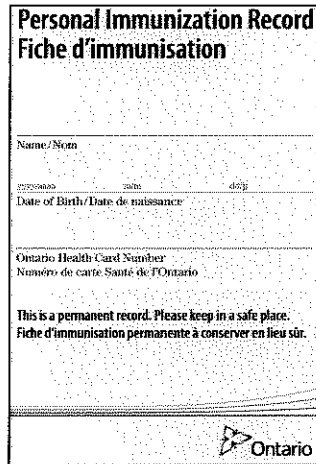 Personal Immunization Record
Fiche d'immunisation
Name/Nom
yyyy/aaaa mm/m dd/jj
Date of Birth/Date de naissance
Ontario Health Card Number
Numéro de carte Santé de l'Ontario
This is a permanent record. Please keep in a safe place.
Fiche d'immunisation permanente à conserver en lieu sûr.
Ontario